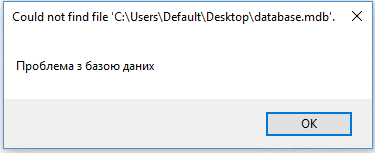 Could not find file 'C:\Users\Default\Desktop\database.mdb'.
Проблема з базою даних
OK